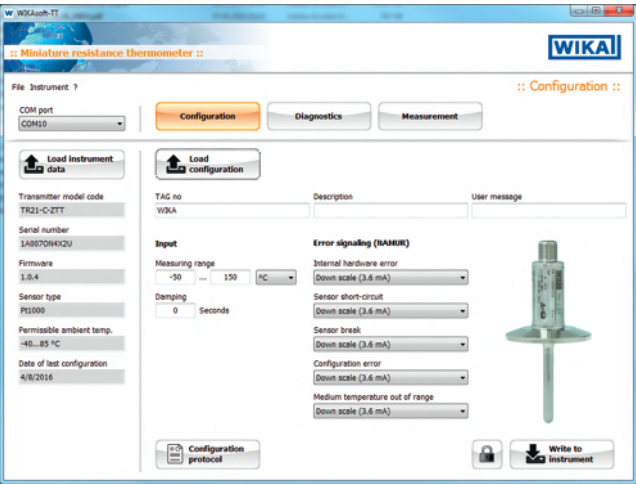 W WIKAsoft-TT
:: Miniature resistance thermometer ::
WIKA
File Instrument ?
:: Configuration ::
COM port
COM10
Configuration
Diagnostics
Measurement
Load instrument
data
Load
configuration
Transmitter model code
TR21-C-ZTT
TAG no
Description
User message
WIKA
Serial number
1A0070N4X2U
Firmware
1.0.4
Sensor type
Pt1000
Permissible ambient temp.
-40...85 °C
Date of last configuration
4/8/2016
Input
Measuring range
-50 ... 150 °C
Damping
0 Seconds
Error signaling (NAMUR)
Internal hardware error
Down scale (3.6 mA)
Sensor short-circuit
Down scale (3.6 mA)
Sensor break
Down scale (3.6 mA)
Configuration error
Down scale (3.6 mA)
Medium temperature out of range
Down scale (3.6 mA)
Configuration
protocol
Write to
instrument